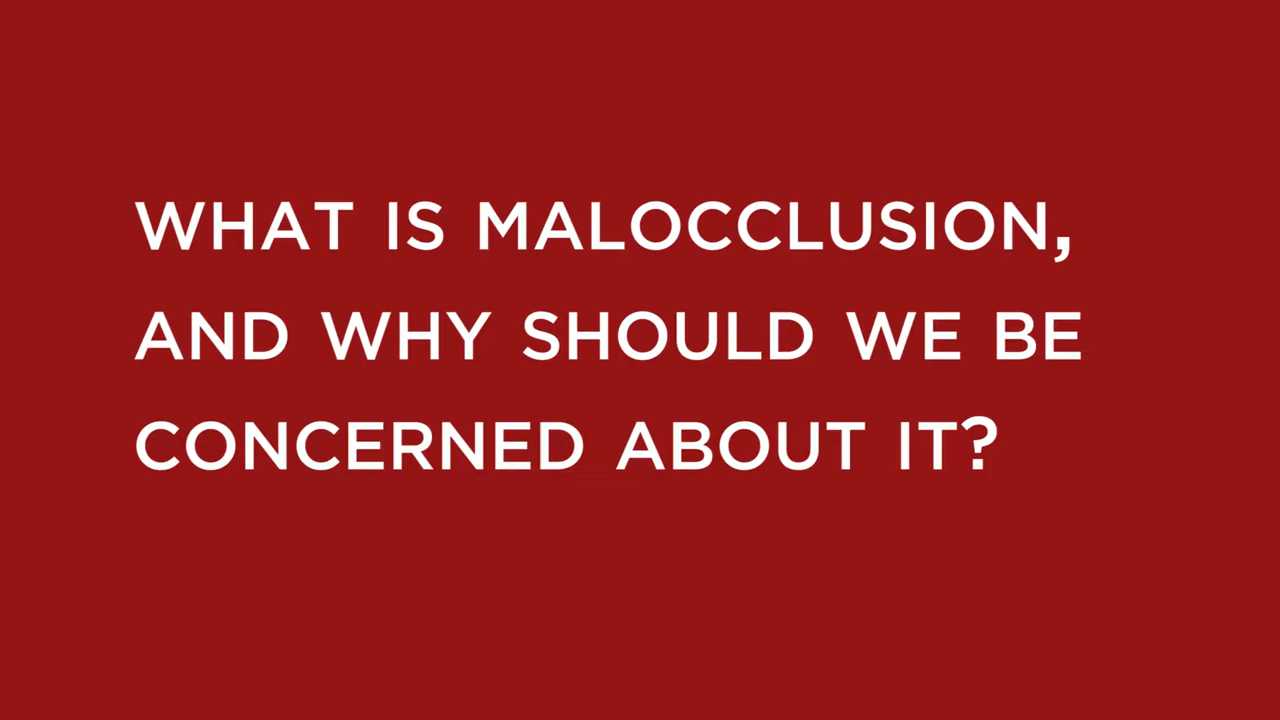 WHAT IS MALOCCLUSION,
AND WHY SHOULD WE BE
CONCERNED ABOUT IT?